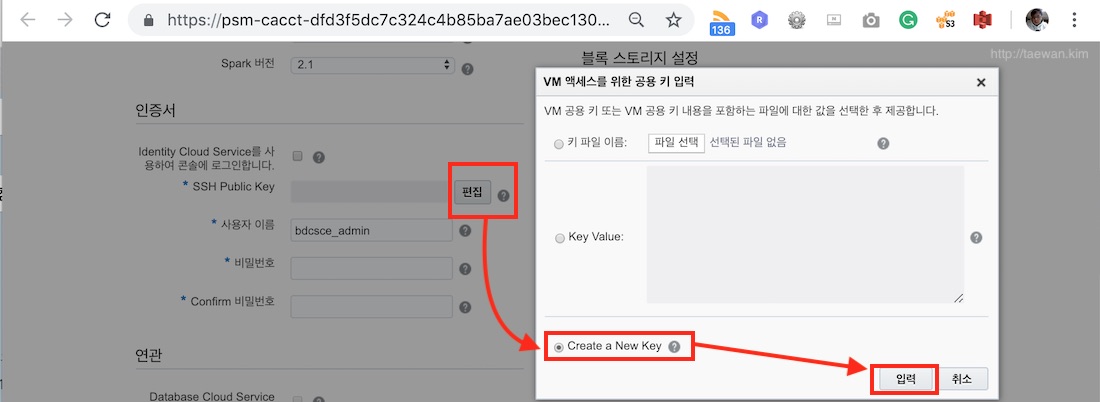 https://psm-cacct-dfd3f5dc7c324c4b85ba7ae03bec130...
136
R
G
S3
http://taewan.kim
Spark 버전
2.1
블록 스토리지 설정
인증서
Identity Cloud Service를 사
용하여 콘솔에 로그인합니다.
* SSH Public Key
편집
* 사용자 이름
bdcsce_admin
* 비밀번호
* Confirm 비밀번호
연관
Database Cloud Service
VM 액세스를 위한 공용 키 입력
VM 공용 키 또는 VM 공용 키 내용을 포함하는 파일에 대한 값을 선택한 후 제공합니다.
키 파일 이름:
파일 선택
선택된 파일 없음
Key Value:
Create a New Key
입력
취소